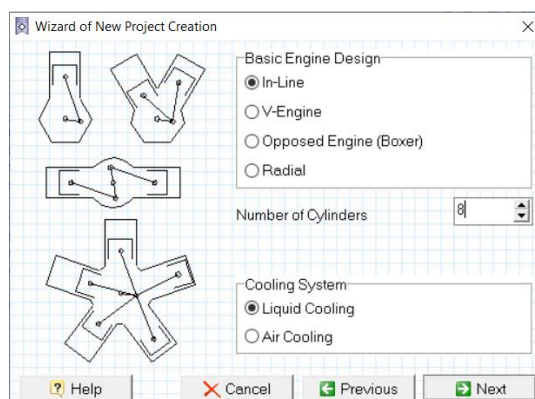 Wizard of New Project Creation
Basic Engine Design
In-Line
V-Engine
Opposed Engine (Boxer)
Radial
Number of Cylinders 8
Cooling System
Liquid Cooling
Air Cooling
Help Cancel Previous Next